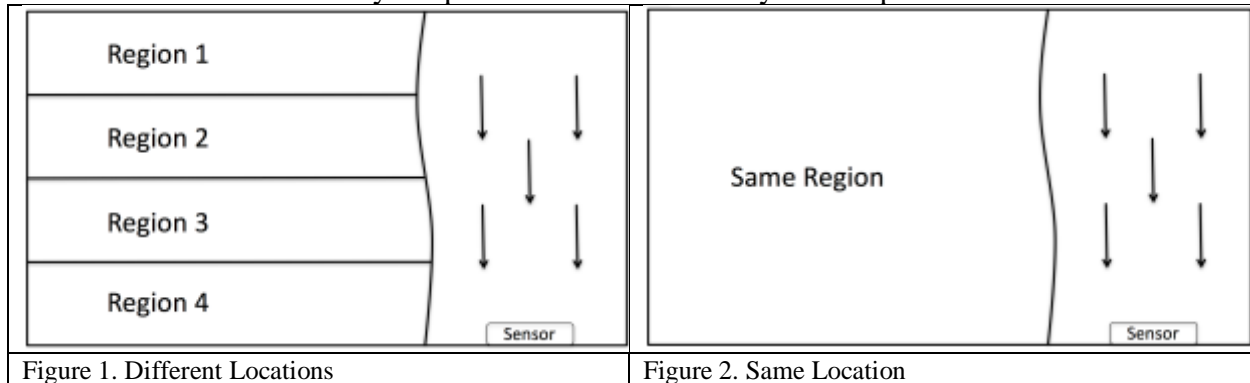 Region 1
Region 2
Region 3
Region 4
Sensor
Same Region
Sensor
Figure 1. Different Locations
Figure 2. Same Location